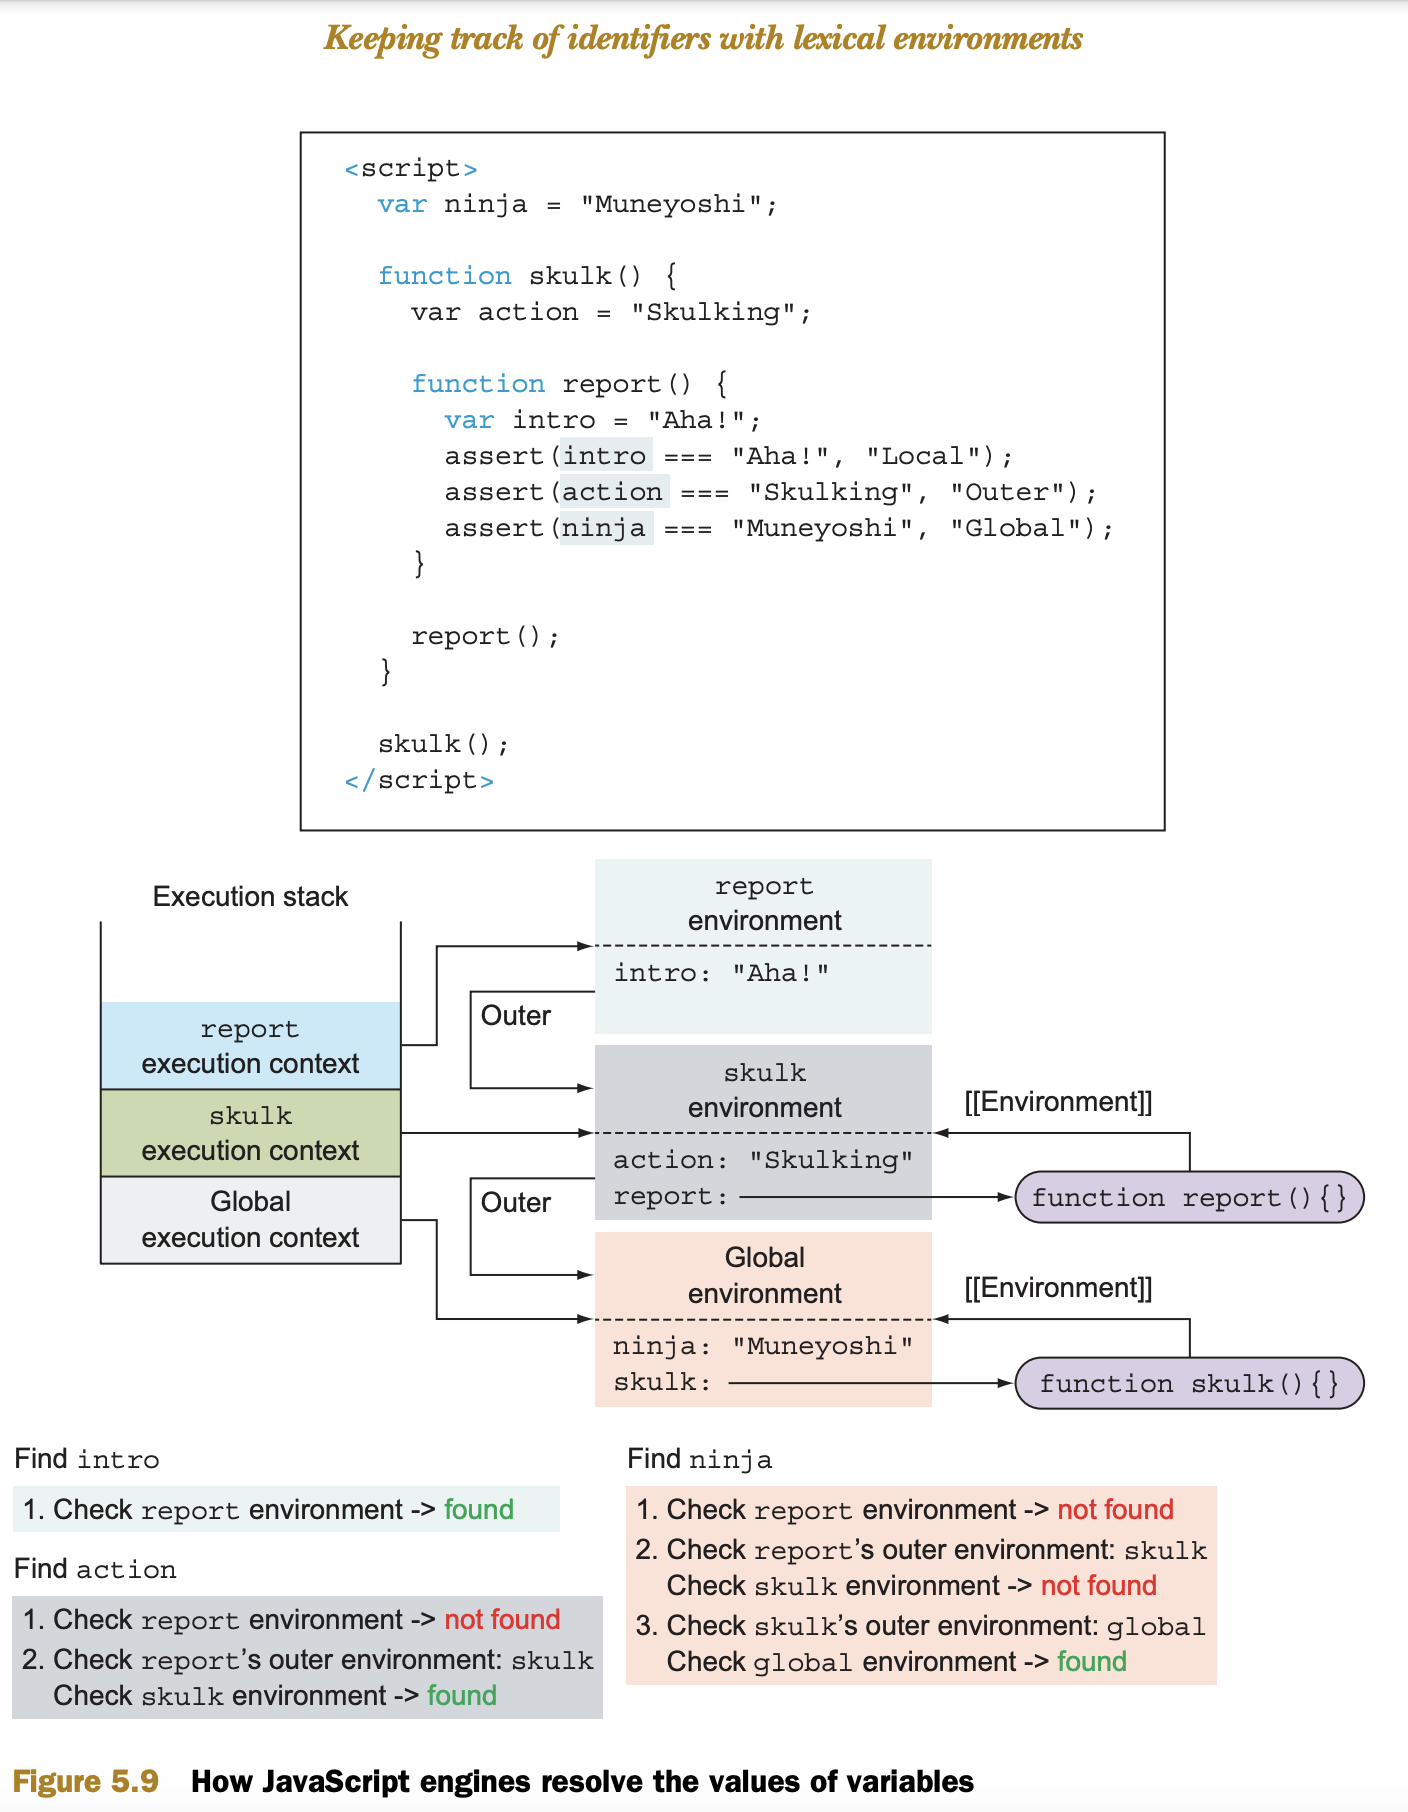 Keeping track of identifiers with lexical environments
<script>
var ninja = "Muneyoshi";
function skulk() {
var action = "Skulking";
function report() {
var intro = "Aha!";
assert(intro === "Aha!", "Local");
assert(action === "Skulking", "Outer");
assert(ninja === "Muneyoshi", "Global");
}
report();
}
skulk();
</script>
Execution stack
report
execution context
skulk
execution context
Global
execution context
report
environment
intro: "Aha!"
Outer
skulk
environment
action: "Skulking"
report:
[[Environment]]
function report(){}
Outer
Global
environment
ninja: "Muneyoshi"
skulk:
[[Environment]]
function skulk(){}
Find intro
1. Check report environment -> found
Find action
1. Check report environment -> not found
2. Check report’s outer environment: skulk
Check skulk environment -> found
Find ninja
1. Check report environment -> not found
2. Check report’s outer environment: skulk
Check skulk environment -> not found
3. Check skulk’s outer environment: global
Check global environment -> found
Figure 5.9 How JavaScript engines resolve the values of variables